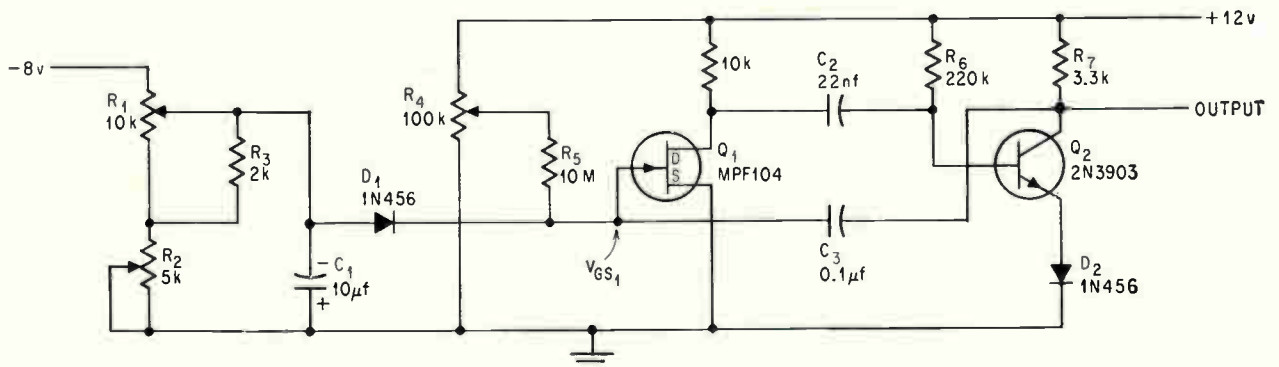 +12v
-8v
R1
10k
R3
2k
R2
5k
- C1
10µf
+
D1
1N456
R4
100k
R5
10M
10k
D
S
Q1
MPF104
VGS1
C2
22nf
C3
0.1µf
R6
220k
R7
3.3k
OUTPUT
Q2
2N3903
D2
1N456